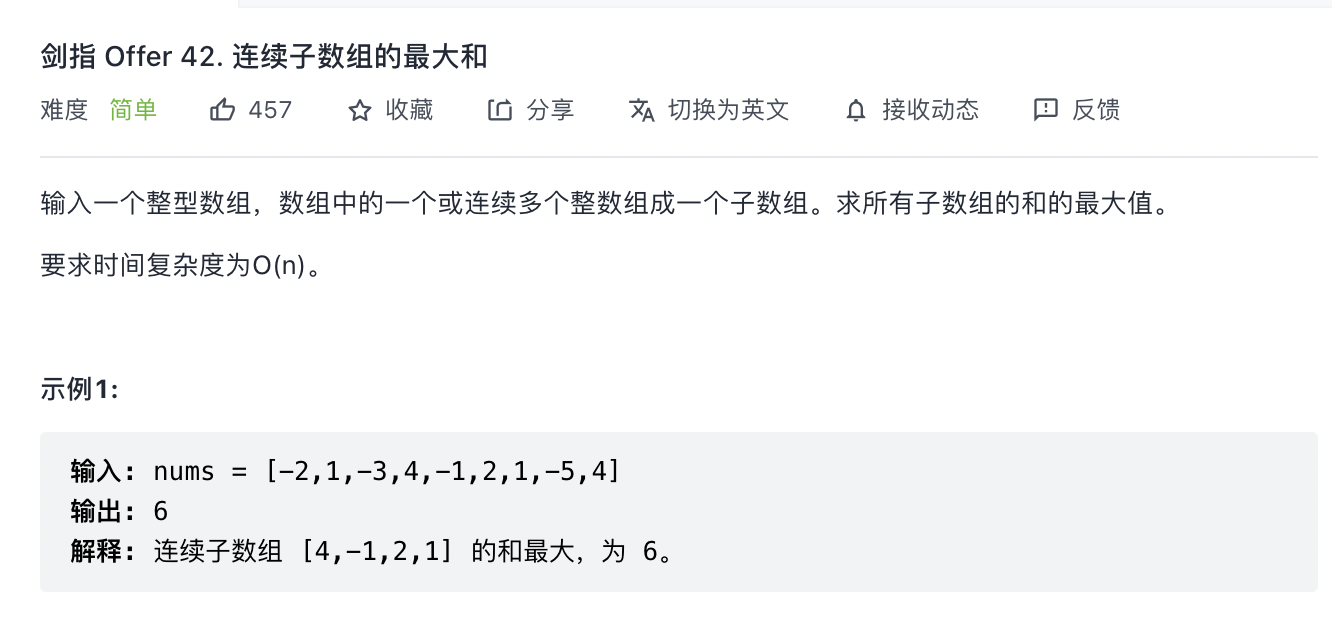 剑指 Offer 42. 连续子数组的最大和
难度 简单 457 收藏 分享 切换为英文 接收动态 反馈
输入一个整型数组，数组中的一个或连续多个整数组成一个子数组。求所有子数组的和的最大值。
要求时间复杂度为O(n)。
示例1:
输入: nums = [-2,1,-3,4,-1,2,1,-5,4]
输出: 6
解释: 连续子数组 [4,-1,2,1] 的和最大，为 6。